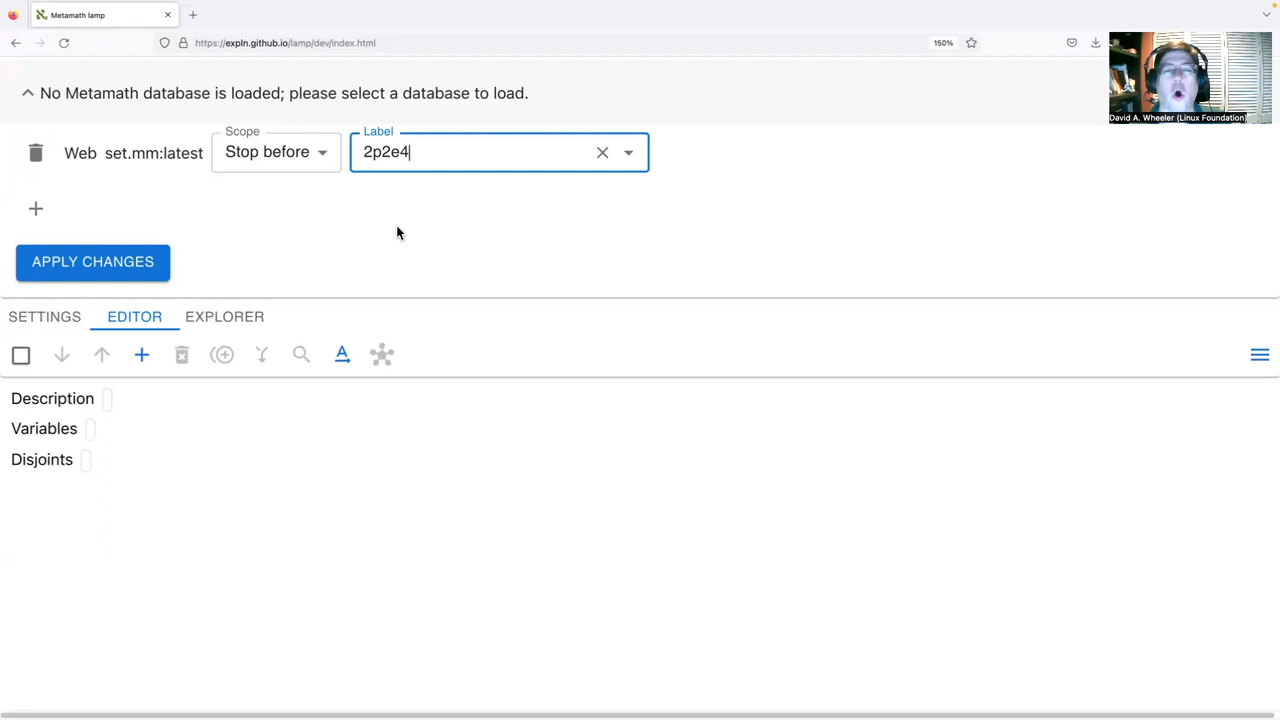 Metamath lamp
https://expln.github.io/lamp/dev/index.html
150%
No Metamath database is loaded; please select a database to lo
David A. Wheeler (Linux Foundation)
Scope
Label
Web set.mm:latest Stop before 2p2e4
APPLY CHANGES
SETTINGS EDITOR EXPLORER
A
Description
Variables
Disjoints